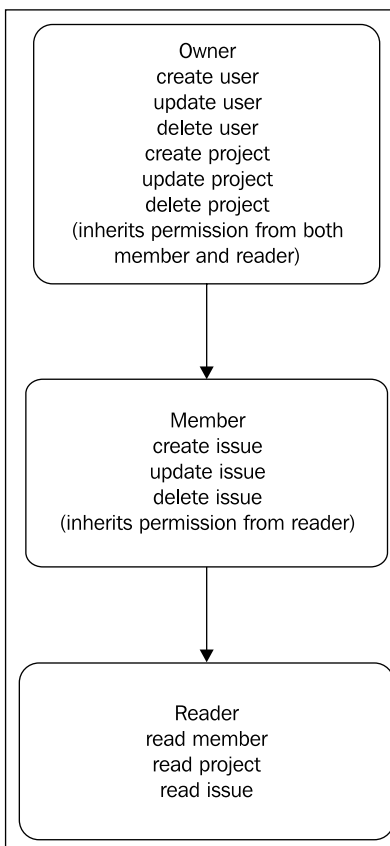 Owner
create user
update user
delete user
create project
update project
delete project
(inherits permission from both
member and reader)
Member
create issue
update issue
delete issue
(inherits permission from reader)
Reader
read member
read project
read issue